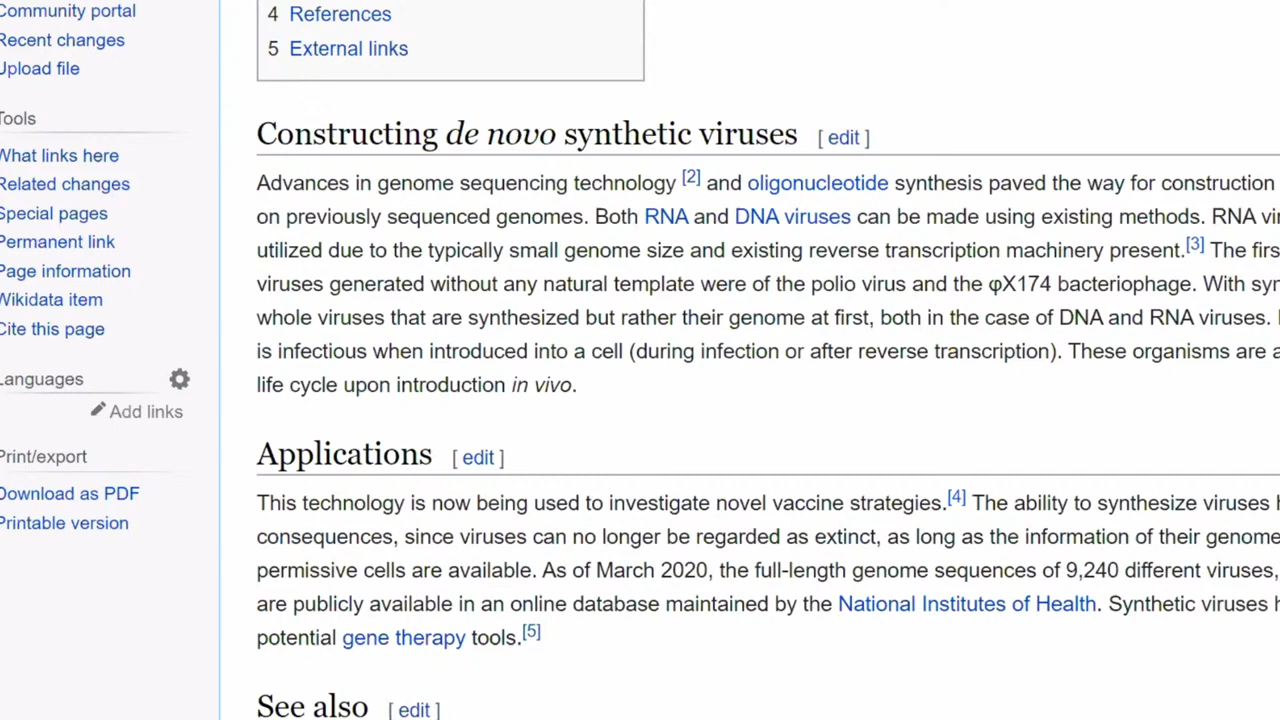 Community portal
Recent changes
Upload file
Tools
What links here
Related changes
Special pages
Permanent link
Page information
Wikidata item
Cite this page
Languages
Add links
Print/export
Download as PDF
Printable version
4 References
5 External links
Constructing de novo synthetic viruses [ edit ]
Advances in genome sequencing technology [2] and oligonucleotide synthesis paved the way for construction
on previously sequenced genomes. Both RNA and DNA viruses can be made using existing methods. RNA
utilized due to the typically small genome size and existing reverse transcription machinery present.[3] The
viruses generated without any natural template were of the polio virus and the φX174 bacteriophage. With
whole viruses that are synthesized but rather their genome at first, both in the case of DNA and RNA viruses.
is infectious when introduced into a cell (during infection or after reverse transcription). These organisms are
life cycle upon introduction in vivo.
Applications [ edit ]
This technology is now being used to investigate novel vaccine strategies.[4] The ability to synthesize viruses
consequences, since viruses can no longer be regarded as extinct, as long as the information of their genome
permissive cells are available. As of March 2020, the full-length genome sequences of 9,240 different viruses,
are publicly available in an online database maintained by the National Institutes of Health. Synthetic viruses
potential gene therapy tools.[5]
See also [ edit ]